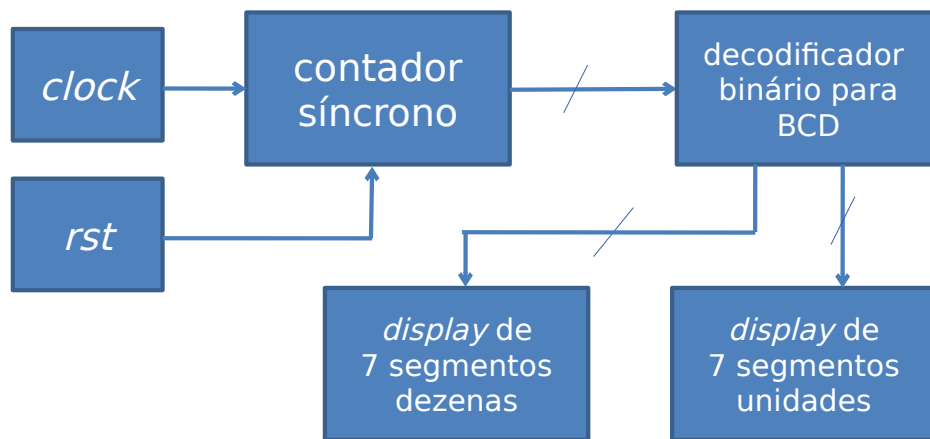 clock
contador
síncrono
decodificador
binário para
BCD
rst
display de
7 segmentos
dezenas
display de
7 segmentos
unidades